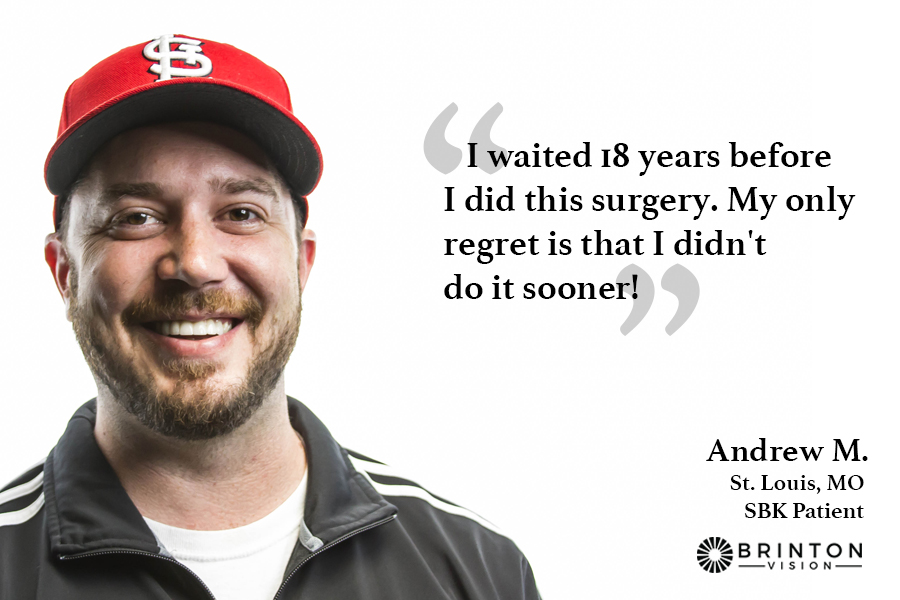 STL
“ I waited 18 years before
I did this surgery. My only
regret is that I didn't
do it sooner! ”
Andrew M.
St. Louis, MO
SBK Patient
BRINTON
VISION